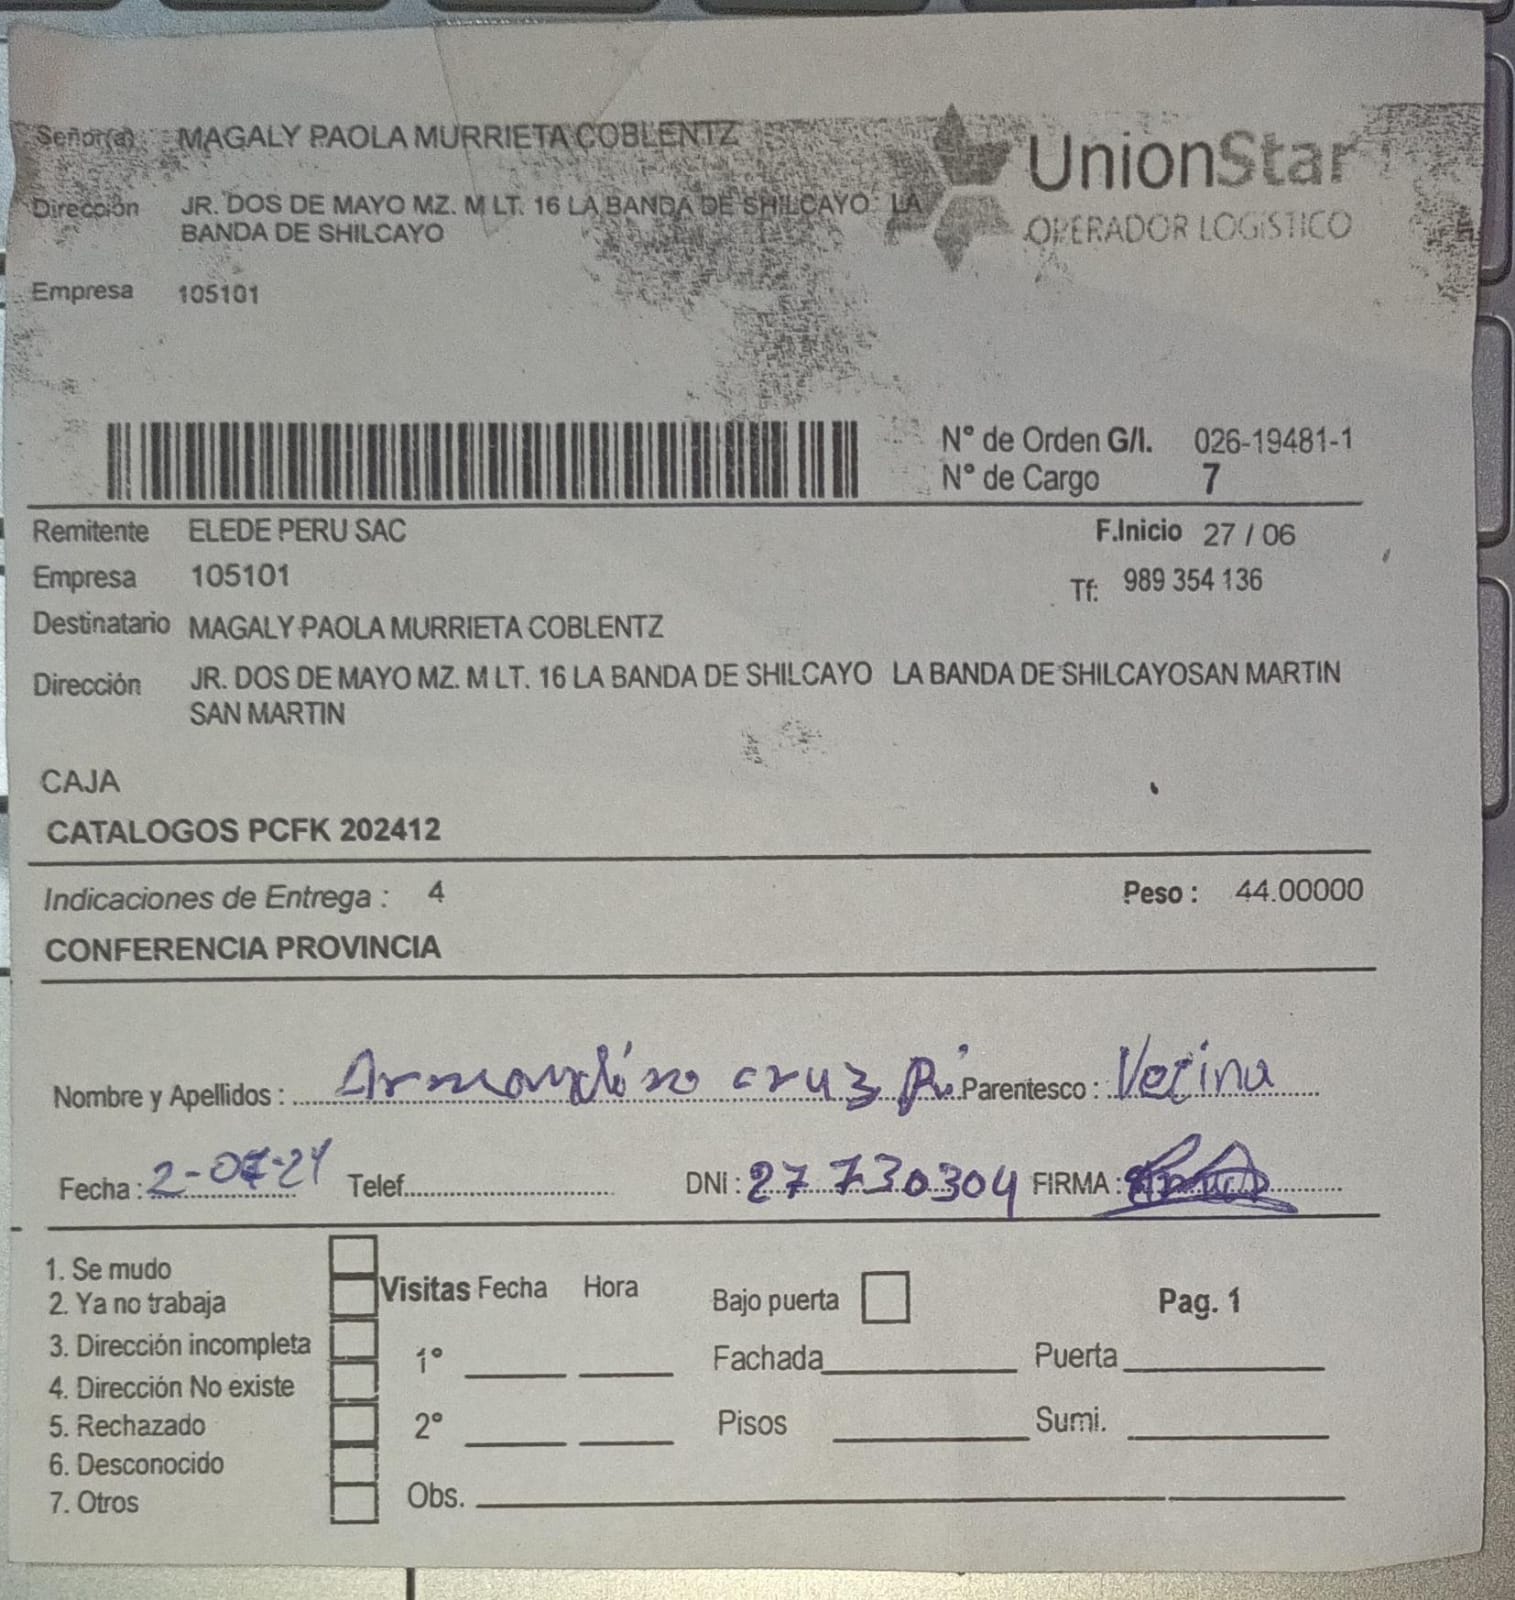 Señor(a) : MAGALY PAOLA MURRIETA COBLENTZ
UnionStar
OPERADOR LOGÍSTICO
Dirección JR. DOS DE MAYO MZ. M LT. 16 LA BANDA DE SHILCAYO LA
BANDA DE SHILCAYO
Empresa 105101
N° de Orden G/I. 026-19481-1
N° de Cargo 7
Remitente ELEDE PERU SAC F.Inicio 27 / 06
Empresa 105101 Tf: 989 354 136
Destinatario MAGALY PAOLA MURRIETA COBLENTZ
Dirección JR. DOS DE MAYO MZ. M LT. 16 LA BANDA DE SHILCAYO LA BANDA DE SHILCAYOSAN MARTIN
SAN MARTIN
CAJA
CATALOGOS PCFK 202412
Indicaciones de Entrega : 4 Peso : 44.00000
CONFERENCIA PROVINCIA
Nombre y Apellidos : Armandino cruz Parentesco : Vecina
Fecha : 2-07-24 Telef. DNI : 27730304 FIRMA :
1. Se mudo
2. Ya no trabaja
3. Dirección incompleta
4. Dirección No existe
5. Rechazado
6. Desconocido
7. Otros
Visitas Fecha Hora
1°
2°
Obs.
Bajo puerta Pag. 1
Fachada Puerta
Pisos Sumi.